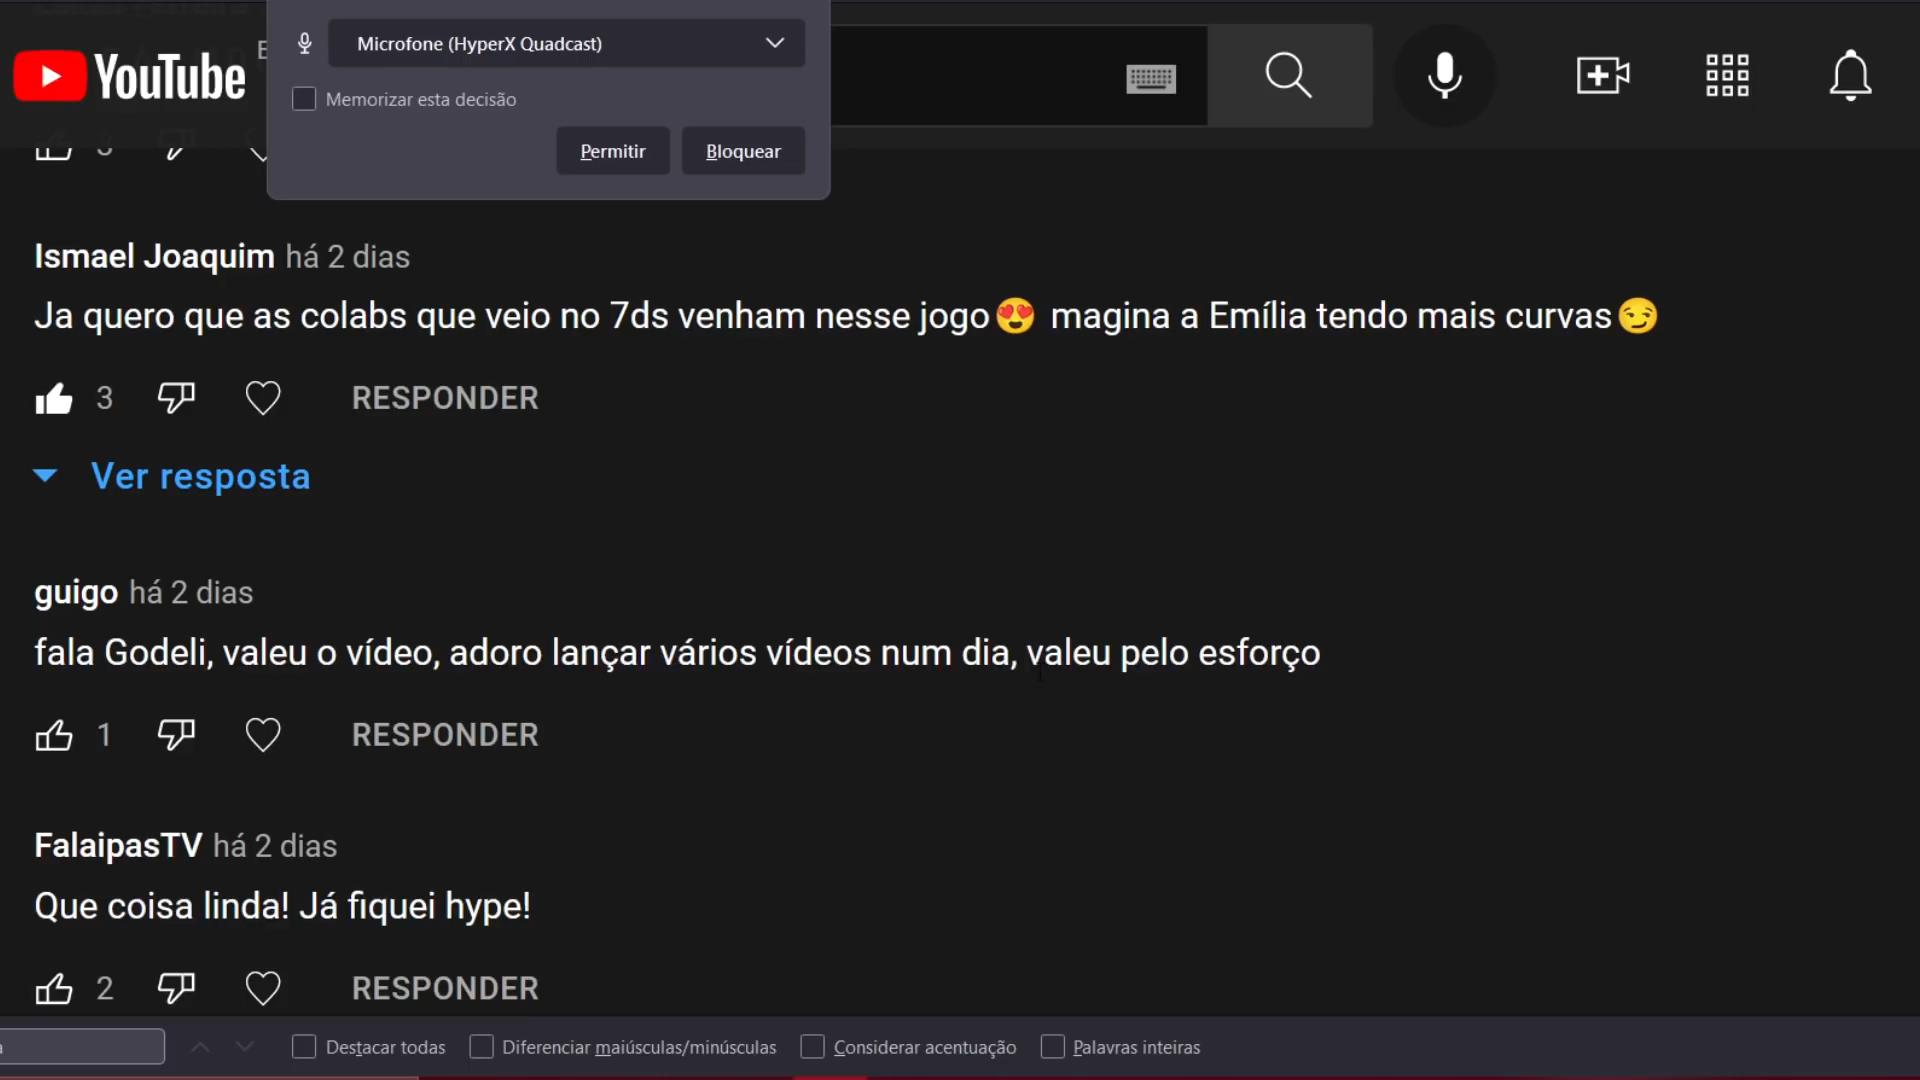 Microfone (HyperX Quadcast)
YouTube
Memorizar esta decisão
3
Permitir
Bloquear
Ismael Joaquim há 2 dias
Ja quero que as colabs que veio no 7ds venham nesse jogo😍 magina a Emília tendo mais curvas😏
3 RESPONDER
Ver resposta
guigo há 2 dias
fala Godeli, valeu o vídeo, adoro lançar vários vídeos num dia, valeu pelo esforço
1 RESPONDER
FalaipasTV há 2 dias
Que coisa linda! Já fiquei hype!
2 RESPONDER
Destacar todas Diferenciar maiúsculas/minúsculas Considerar acentuação Palavras inteiras